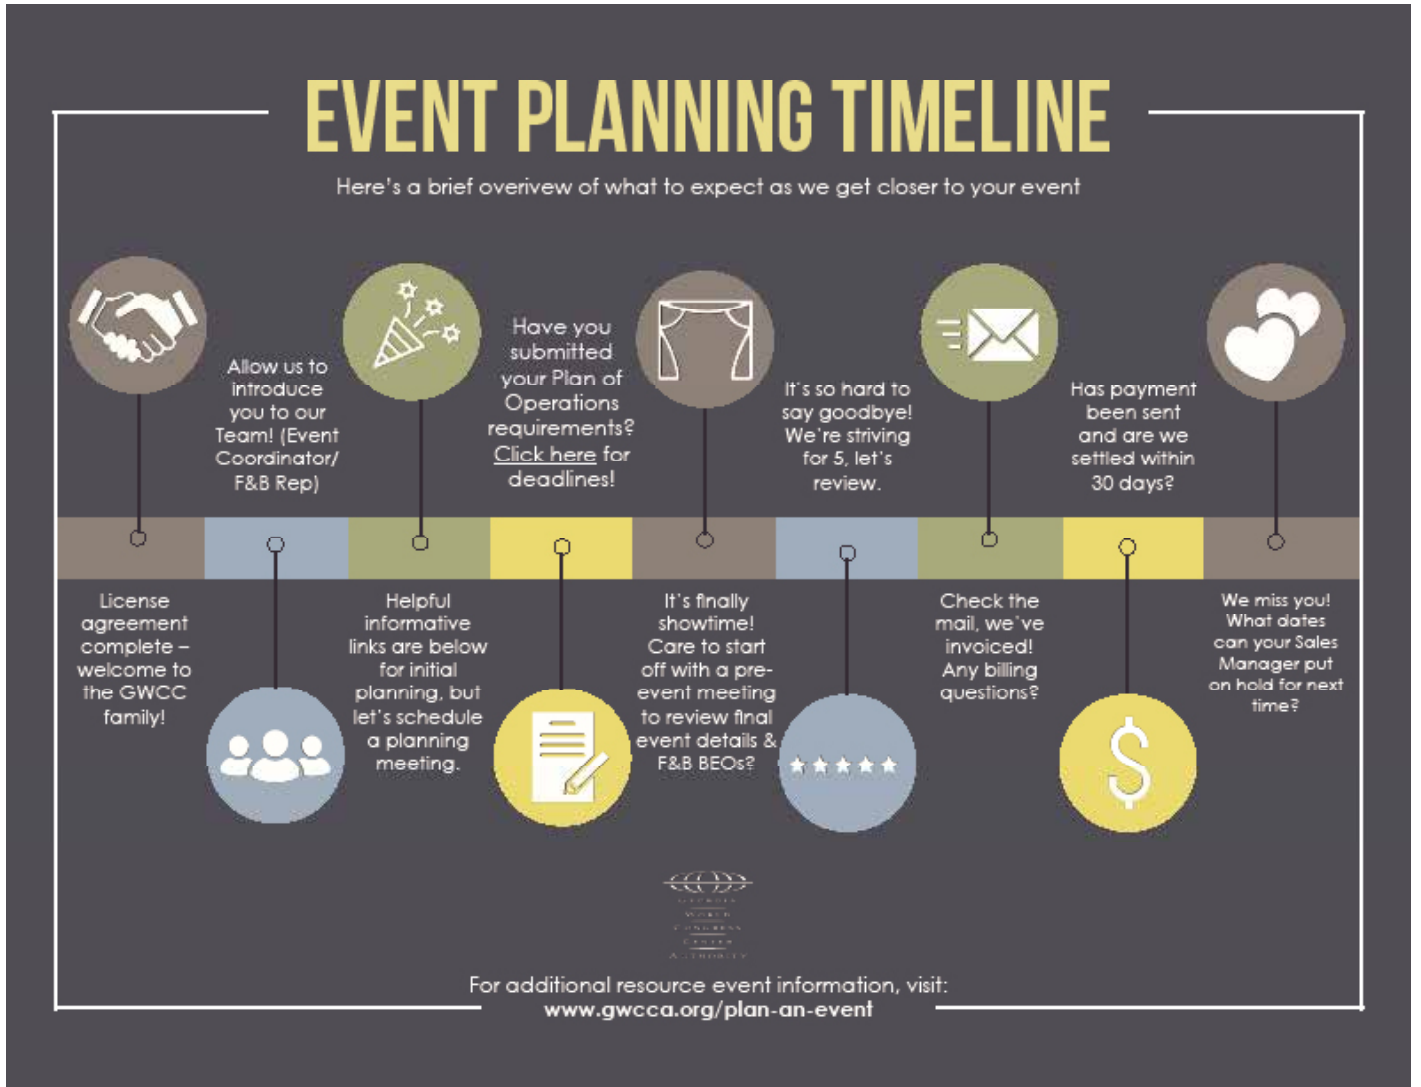 EVENT PLANNING TIMELINE
Here's a brief overivew of what to expect as we get closer to your event
License
agreement
complete –
welcome to
the GWCC
family!
Allow us to
introduce
you to our
Team! (Event
Coordinator/
F&B Rep)
Helpful
informative
links are below
for initial
planning, but
let's schedule
a planning
meeting.
Have you
submitted
your Plan of
Operations
requirements?
Click here for
deadlines!
It's finally
showtime!
Care to start
off with a pre-
event meeting
to review final
event details &
F&B BEOs?
It's so hard to
say goodbye!
We're striving
for 5, let's
review.
Check the
mail, we've
invoiced!
Any billing
questions?
Has payment
been sent
and are we
settled within
30 days?
We miss you!
What dates
can your Sales
Manager put
on hold for next
time?
GEORGIA
WORLD
CONGRESS
CENTER
AUTHORITY
For additional resource event information, visit:
www.gwcca.org/plan-an-event